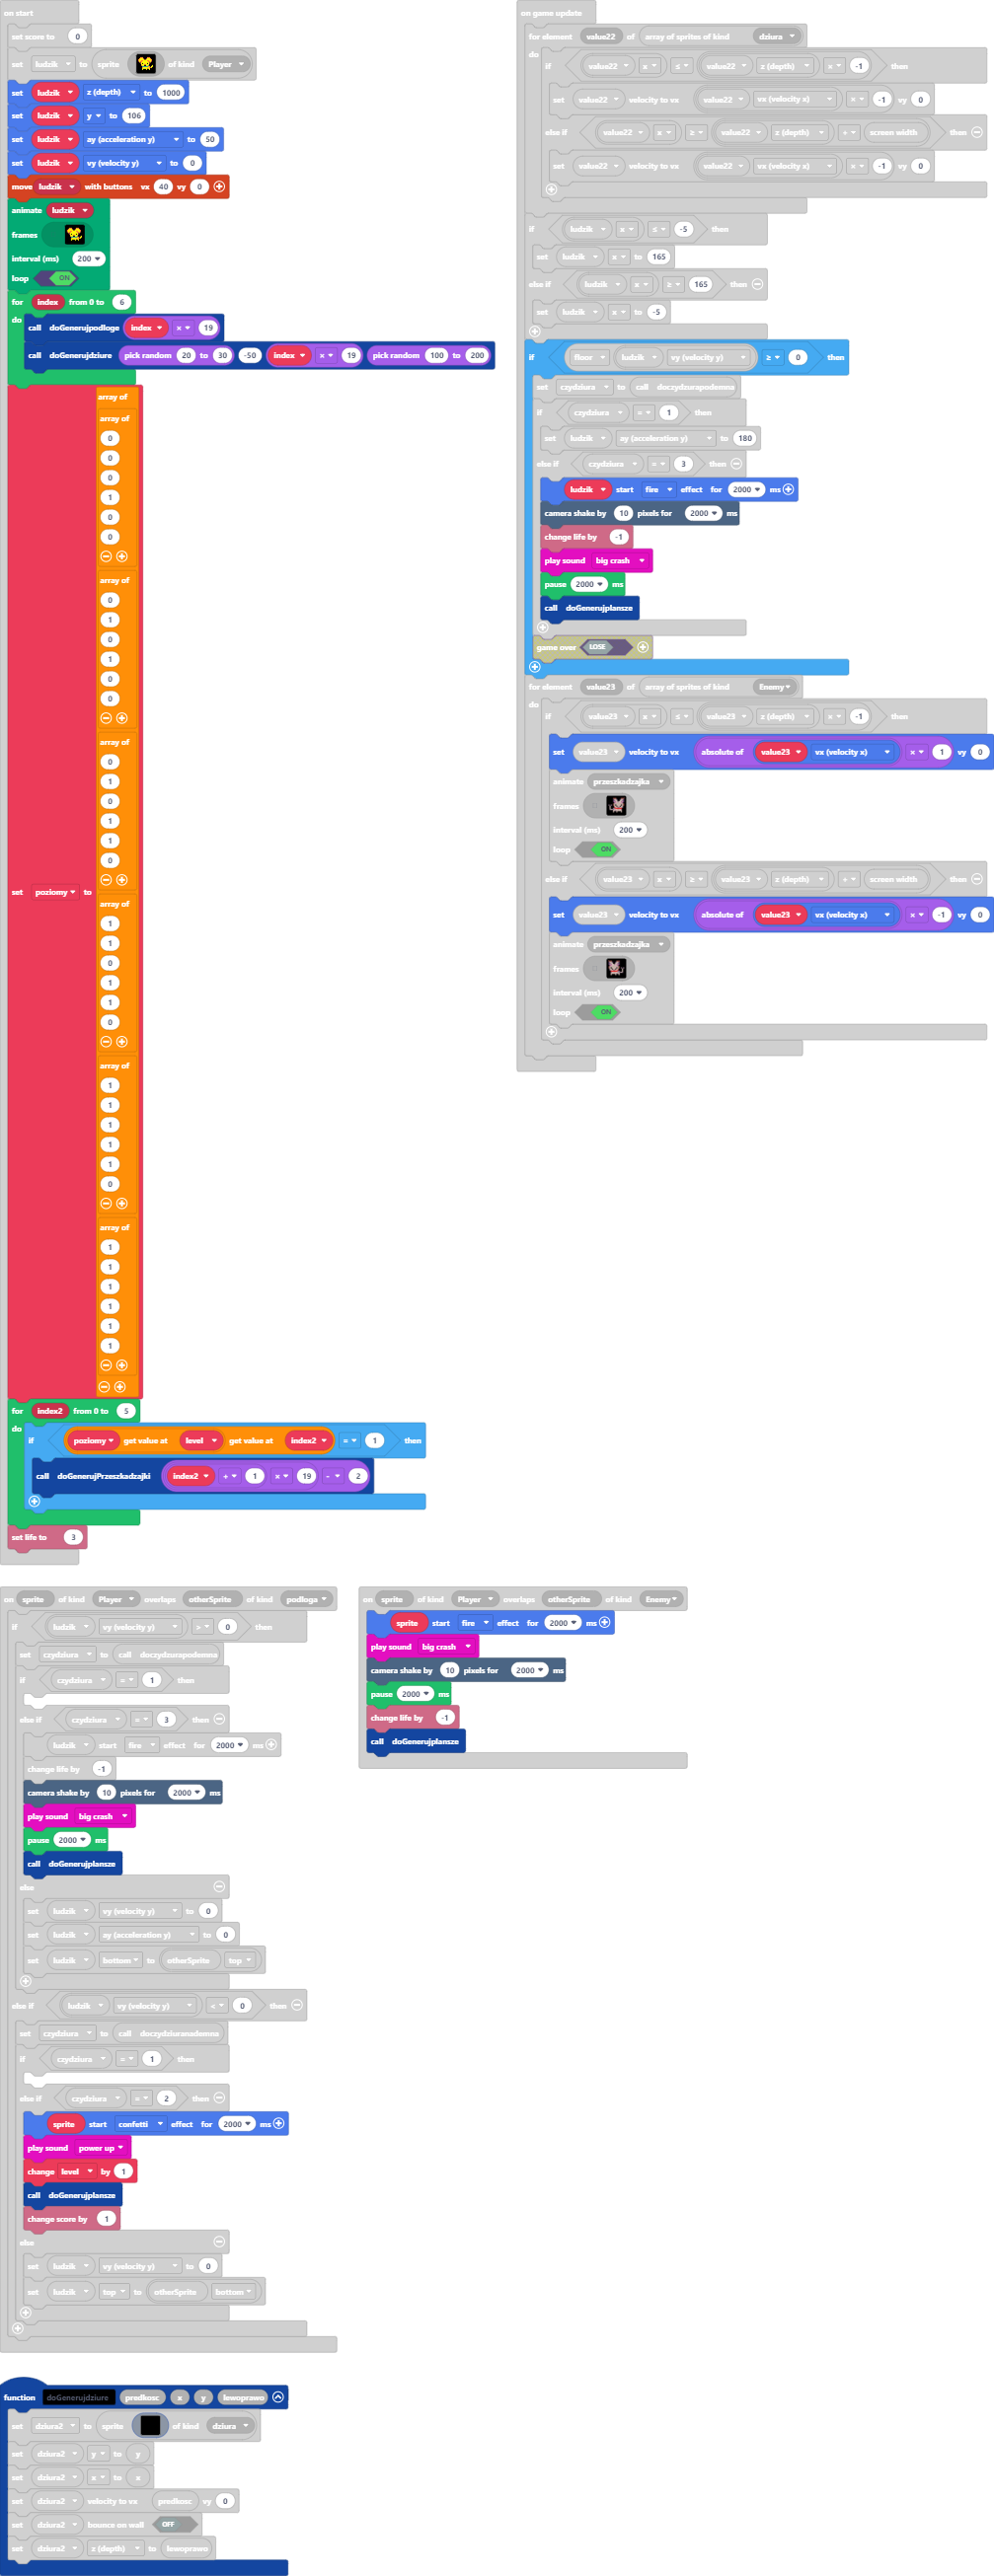 on start
set score to 0
set ludzik to sprite of kind Player
set ludzik z (depth) to 1000
set ludzik y to 106
set ludzik ay (acceleration y) to 50
set ludzik vy (velocity y) to 0
move ludzik with buttons vx 40 vy 0
animate ludzik
frames
interval (ms) 200
loop ON
for index from 0 to 6
do
call doGenerujpodloge index × 19
call doGenerujdziure pick random 20 to 30 -50 index × 19 pick random 100 to 200
array of
array of
0
0
0
1
0
0
array of
0
1
0
1
0
0
array of
0
1
0
1
1
0
set poziomy to
array of
1
1
0
1
1
0
array of
1
1
1
1
1
0
array of
1
1
1
1
1
1
for index2 from 0 to 5
do
if poziomy get value at level get value at index2 = 1 then
call doGenerujPrzeszkadzajki index2 + 1 × 19 - 2
set life to 3
on game update
for element value22 of array of sprites of kind dziura
do
if value22 x ≤ value22 z (depth) × -1 then
set value22 velocity to vx value22 vx (velocity x) × -1 vy 0
else if value22 x ≥ value22 z (depth) + screen width then
set value22 velocity to vx value22 vx (velocity x) × -1 vy 0
if ludzik x ≤ -5 then
set ludzik x to 165
else if ludzik x ≥ 165 then
set ludzik x to -5
if floor ludzik vy (velocity y) ≥ 0 then
set czydziura to call doczydzurapodemna
if czydziura = 1 then
set ludzik ay (acceleration y) to 180
else if czydziura = 3 then
ludzik start fire effect for 2000 ms
camera shake by 10 pixels for 2000 ms
change life by -1
play sound big crash
pause 2000 ms
call doGenerujplansze
game over LOSE
for element value23 of array of sprites of kind Enemy
do
if value23 x ≤ value23 z (depth) × -1 then
set value23 velocity to vx absolute of value23 vx (velocity x) × 1 vy 0
animate przeszkadzajka
frames
interval (ms) 200
loop ON
else if value23 x ≥ value23 z (depth) + screen width then
set value23 velocity to vx absolute of value23 vx (velocity x) × -1 vy 0
animate przeszkadzajka
frames
interval (ms) 200
loop ON
on sprite of kind Player overlaps otherSprite of kind podloga
if ludzik vy (velocity y) > 0 then
set czydziura to call doczydzurapodemna
if czydziura = 1 then
else if czydziura = 3 then
ludzik start fire effect for 2000 ms
change life by -1
camera shake by 10 pixels for 2000 ms
play sound big crash
pause 2000 ms
call doGenerujplansze
else
set ludzik vy (velocity y) to 0
set ludzik ay (acceleration y) to 0
set ludzik bottom to otherSprite top
else if ludzik vy (velocity y) < 0 then
set czydziura to call doczydziuranademna
if czydziura = 1 then
else if czydziura = 2 then
sprite start confetti effect for 2000 ms
play sound power up
change level by 1
call doGenerujplansze
change score by 1
else
set ludzik vy (velocity y) to 0
set ludzik top to otherSprite bottom
on sprite of kind Player overlaps otherSprite of kind Enemy
sprite start fire effect for 2000 ms
play sound big crash
camera shake by 10 pixels for 2000 ms
pause 2000 ms
change life by -1
call doGenerujplansze
function doGenerujdziure predkosc x y lewoprawo
set dziura2 to sprite of kind dziura
set dziura2 y to y
set dziura2 x to x
set dziura2 velocity to vx predkosc vy 0
set dziura2 bounce on wall OFF
set dziura2 z (depth) to lewoprawo